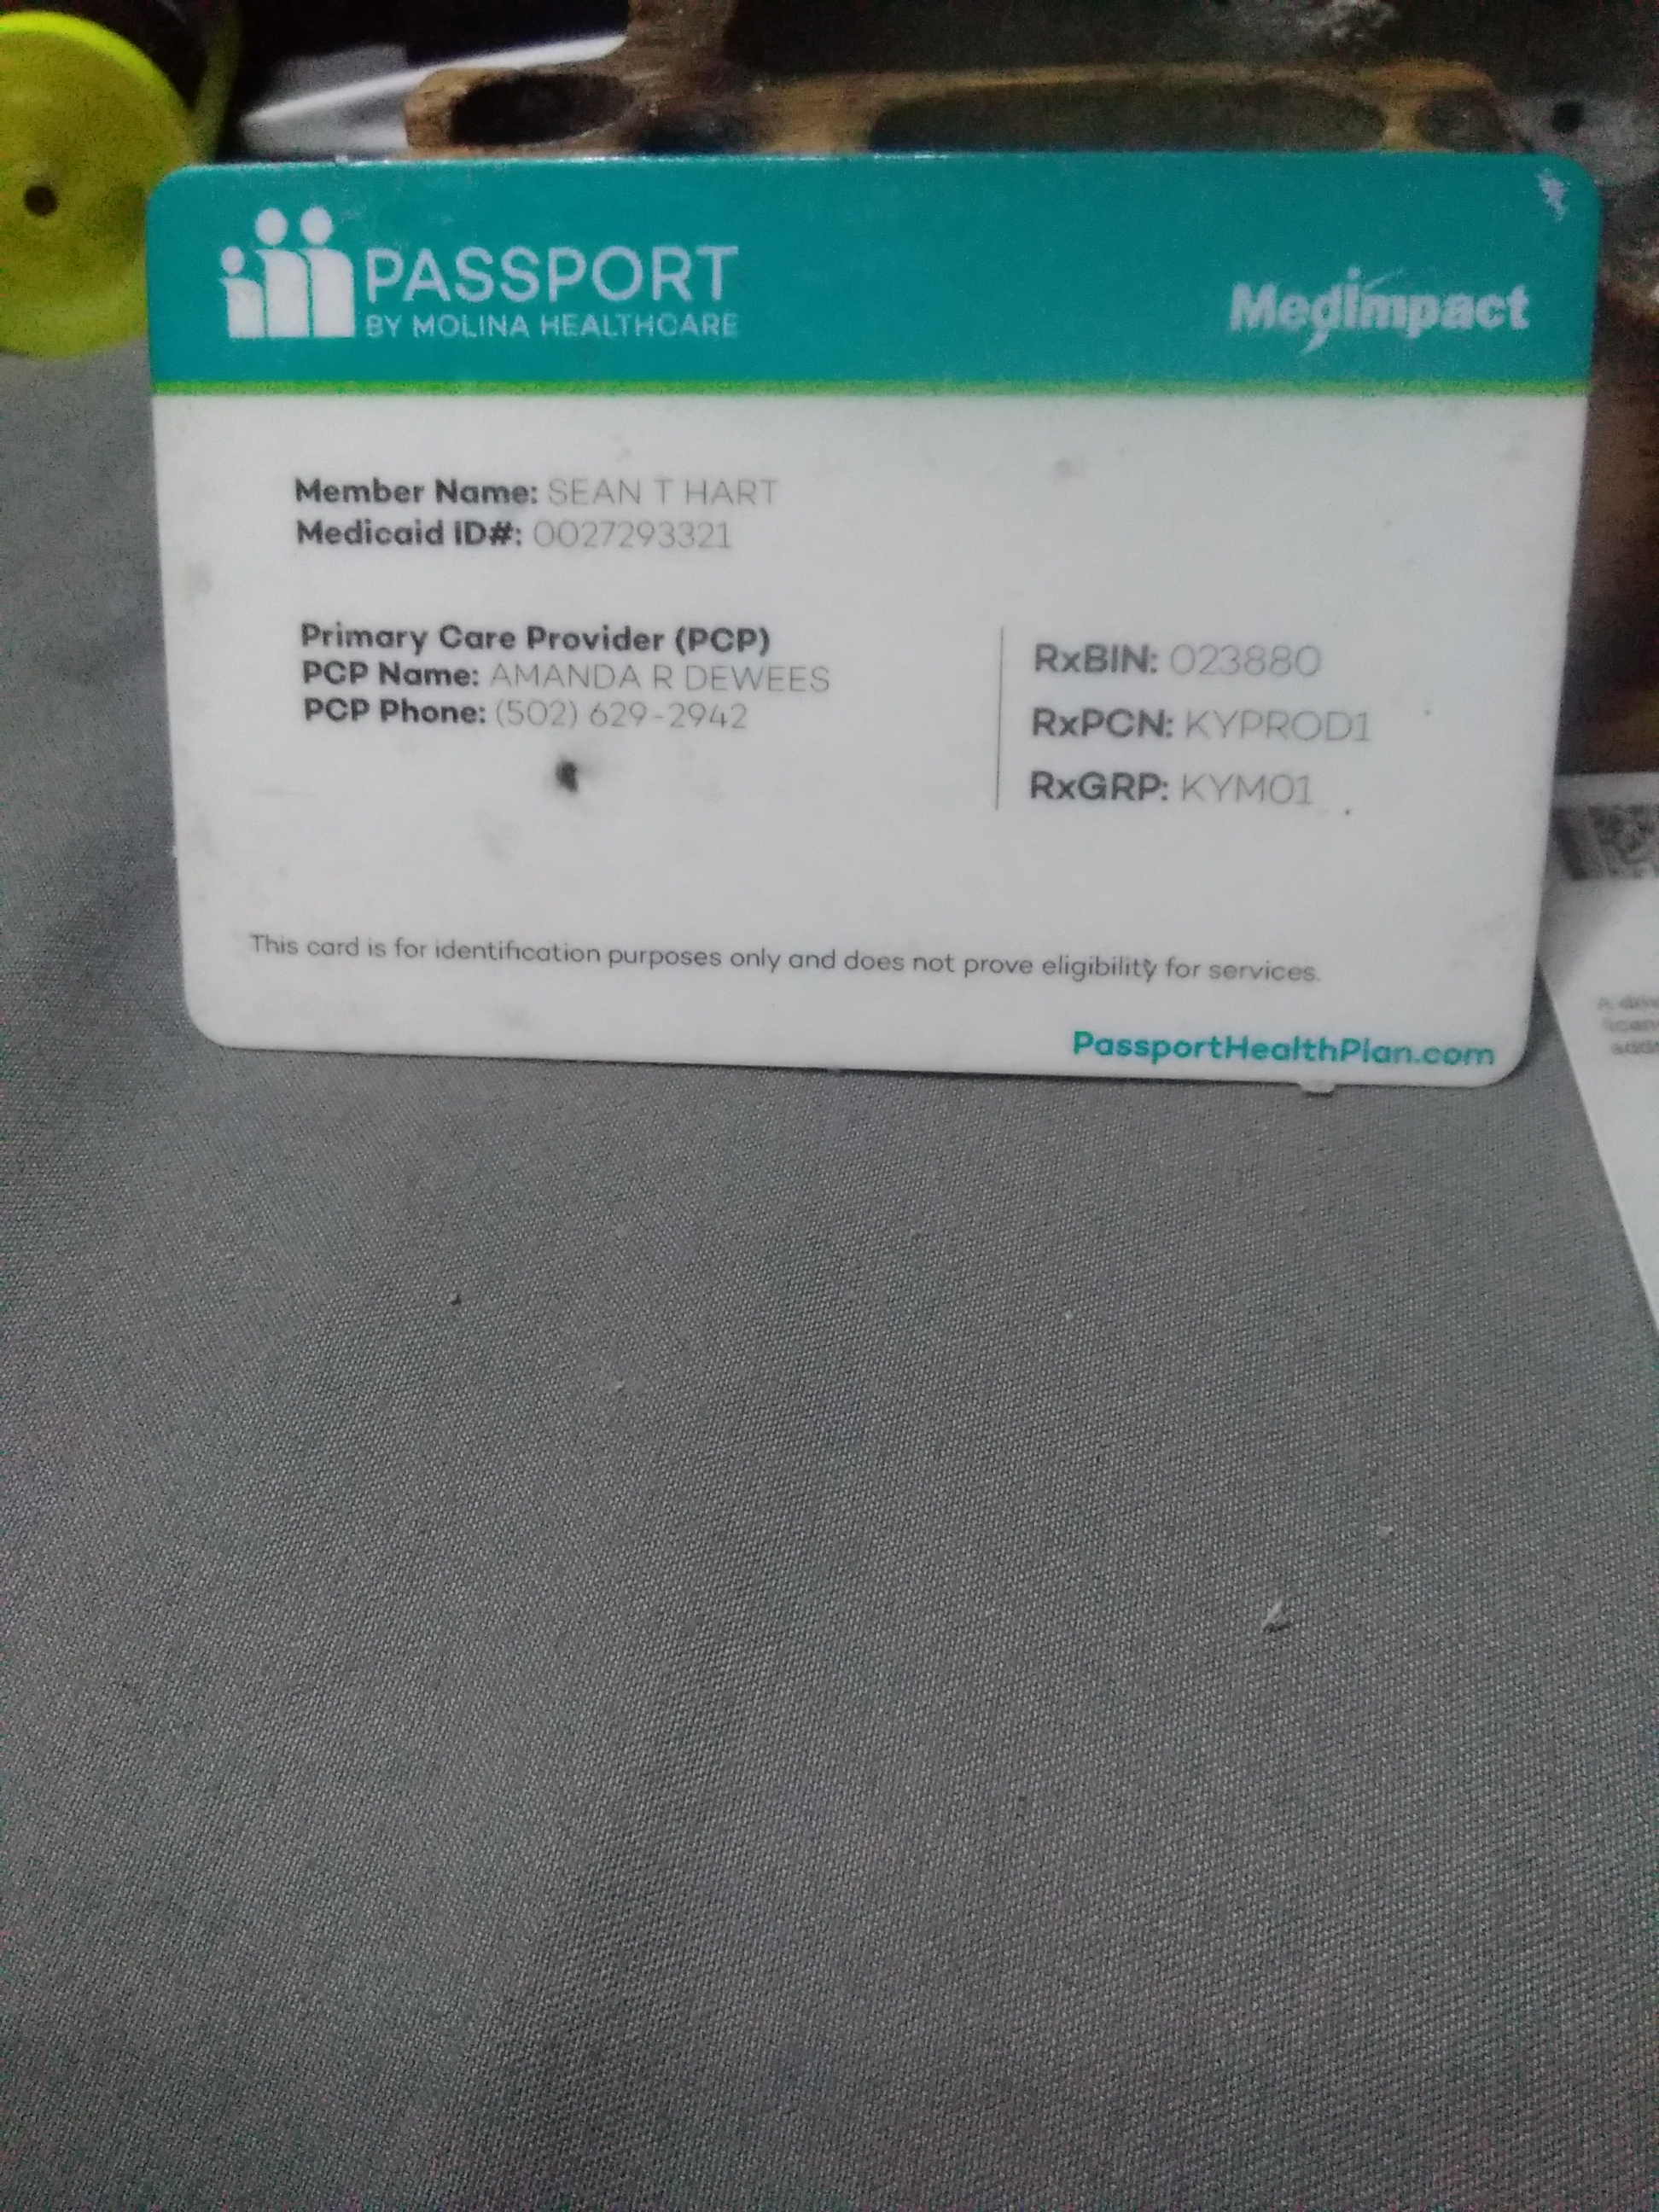 PASSPORT
BY MOLINA HEALTHCARE
MedImpact
Member Name: SEAN T HART
Medicaid ID#: 0027293321
Primary Care Provider (PCP)
PCP Name: AMANDA R DEWEES
PCP Phone: (502) 629-2942
RxBIN: 023880
RxPCN: KYPROD1
RxGRP: KYM01
This card is for identification purposes only and does not prove eligibility for services.
PassportHealthPlan.com